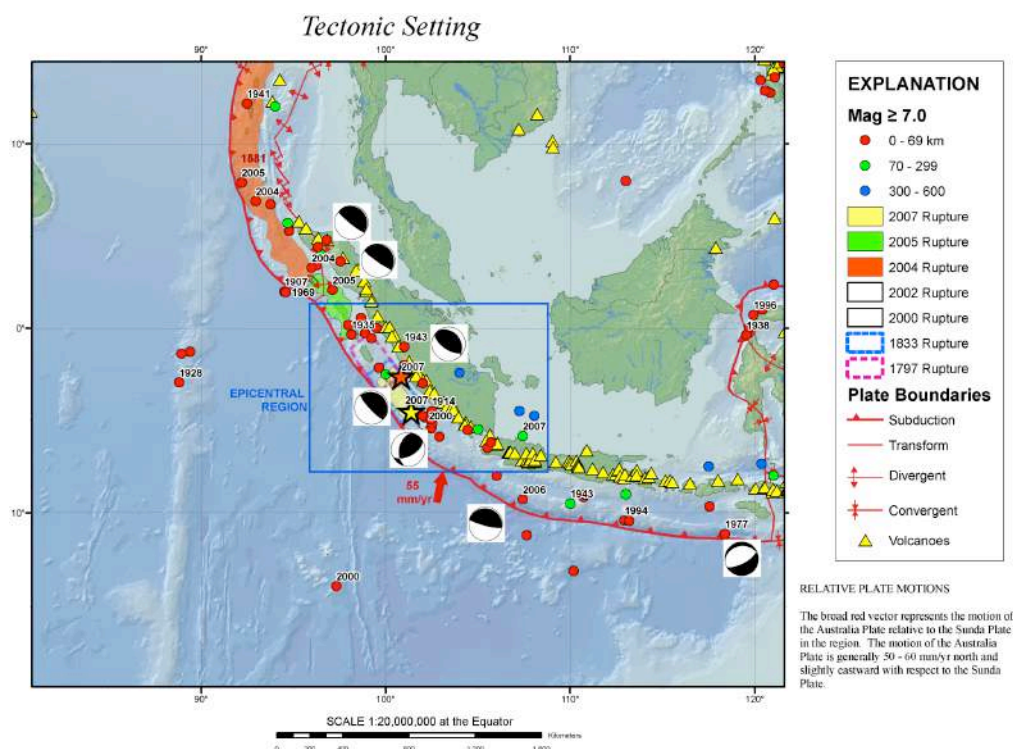 Tectonic Setting
90° 100° 110° 120°
10°
0°
10°
1941
1881
2005
2004
2004
2005
1907
1969
1935
1943
2007
2007
1914
2000
2007
1928
1996
1938
EPICENTRAL
REGION
55
mm/yr
2006
1943
1994
1977
2000
90° 100° 110° 120°
SCALE 1:20,000,000 at the Equator
Kilometers
EXPLANATION
Mag ≥ 7.0
0 - 69 km
70 - 299
300 - 600
2007 Rupture
2005 Rupture
2004 Rupture
2002 Rupture
2000 Rupture
1833 Rupture
1797 Rupture
Plate Boundaries
Subduction
Transform
Divergent
Convergent
Volcanoes
RELATIVE PLATE MOTIONS
The broad red vector represents the motion of
the Australia Plate relative to the Sunda Plate
in the region. The motion of the Australia
Plate is generally 50 - 60 mm/yr north and
slightly eastward with respect to the Sunda
Plate.